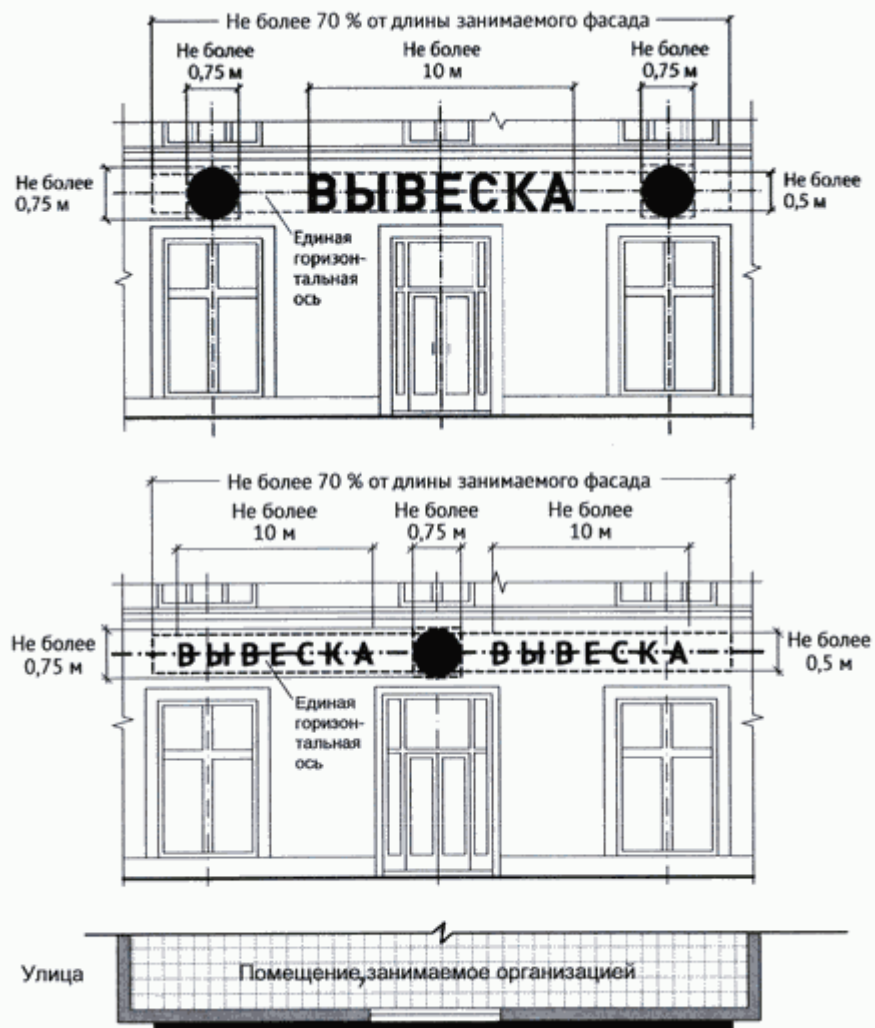 Не более 70 % от длины занимаемого фасада
Не более
0,75 м
Не более
10 м
Не более
0,75 м
Не более
0,75 м
ВЫВЕСКА
Не более
0,5 м
Единая
горизон-
тальная
ось
Не более 70 % от длины занимаемого фасада
Не более
10 м
Не более
0,75 м
Не более
10 м
Не более
0,75 м
ВЫВЕСКА
ВЫВЕСКА
Не более
0,5 м
Единая
горизон-
тальная
ось
Улица
Помещение,занимаемое организацией